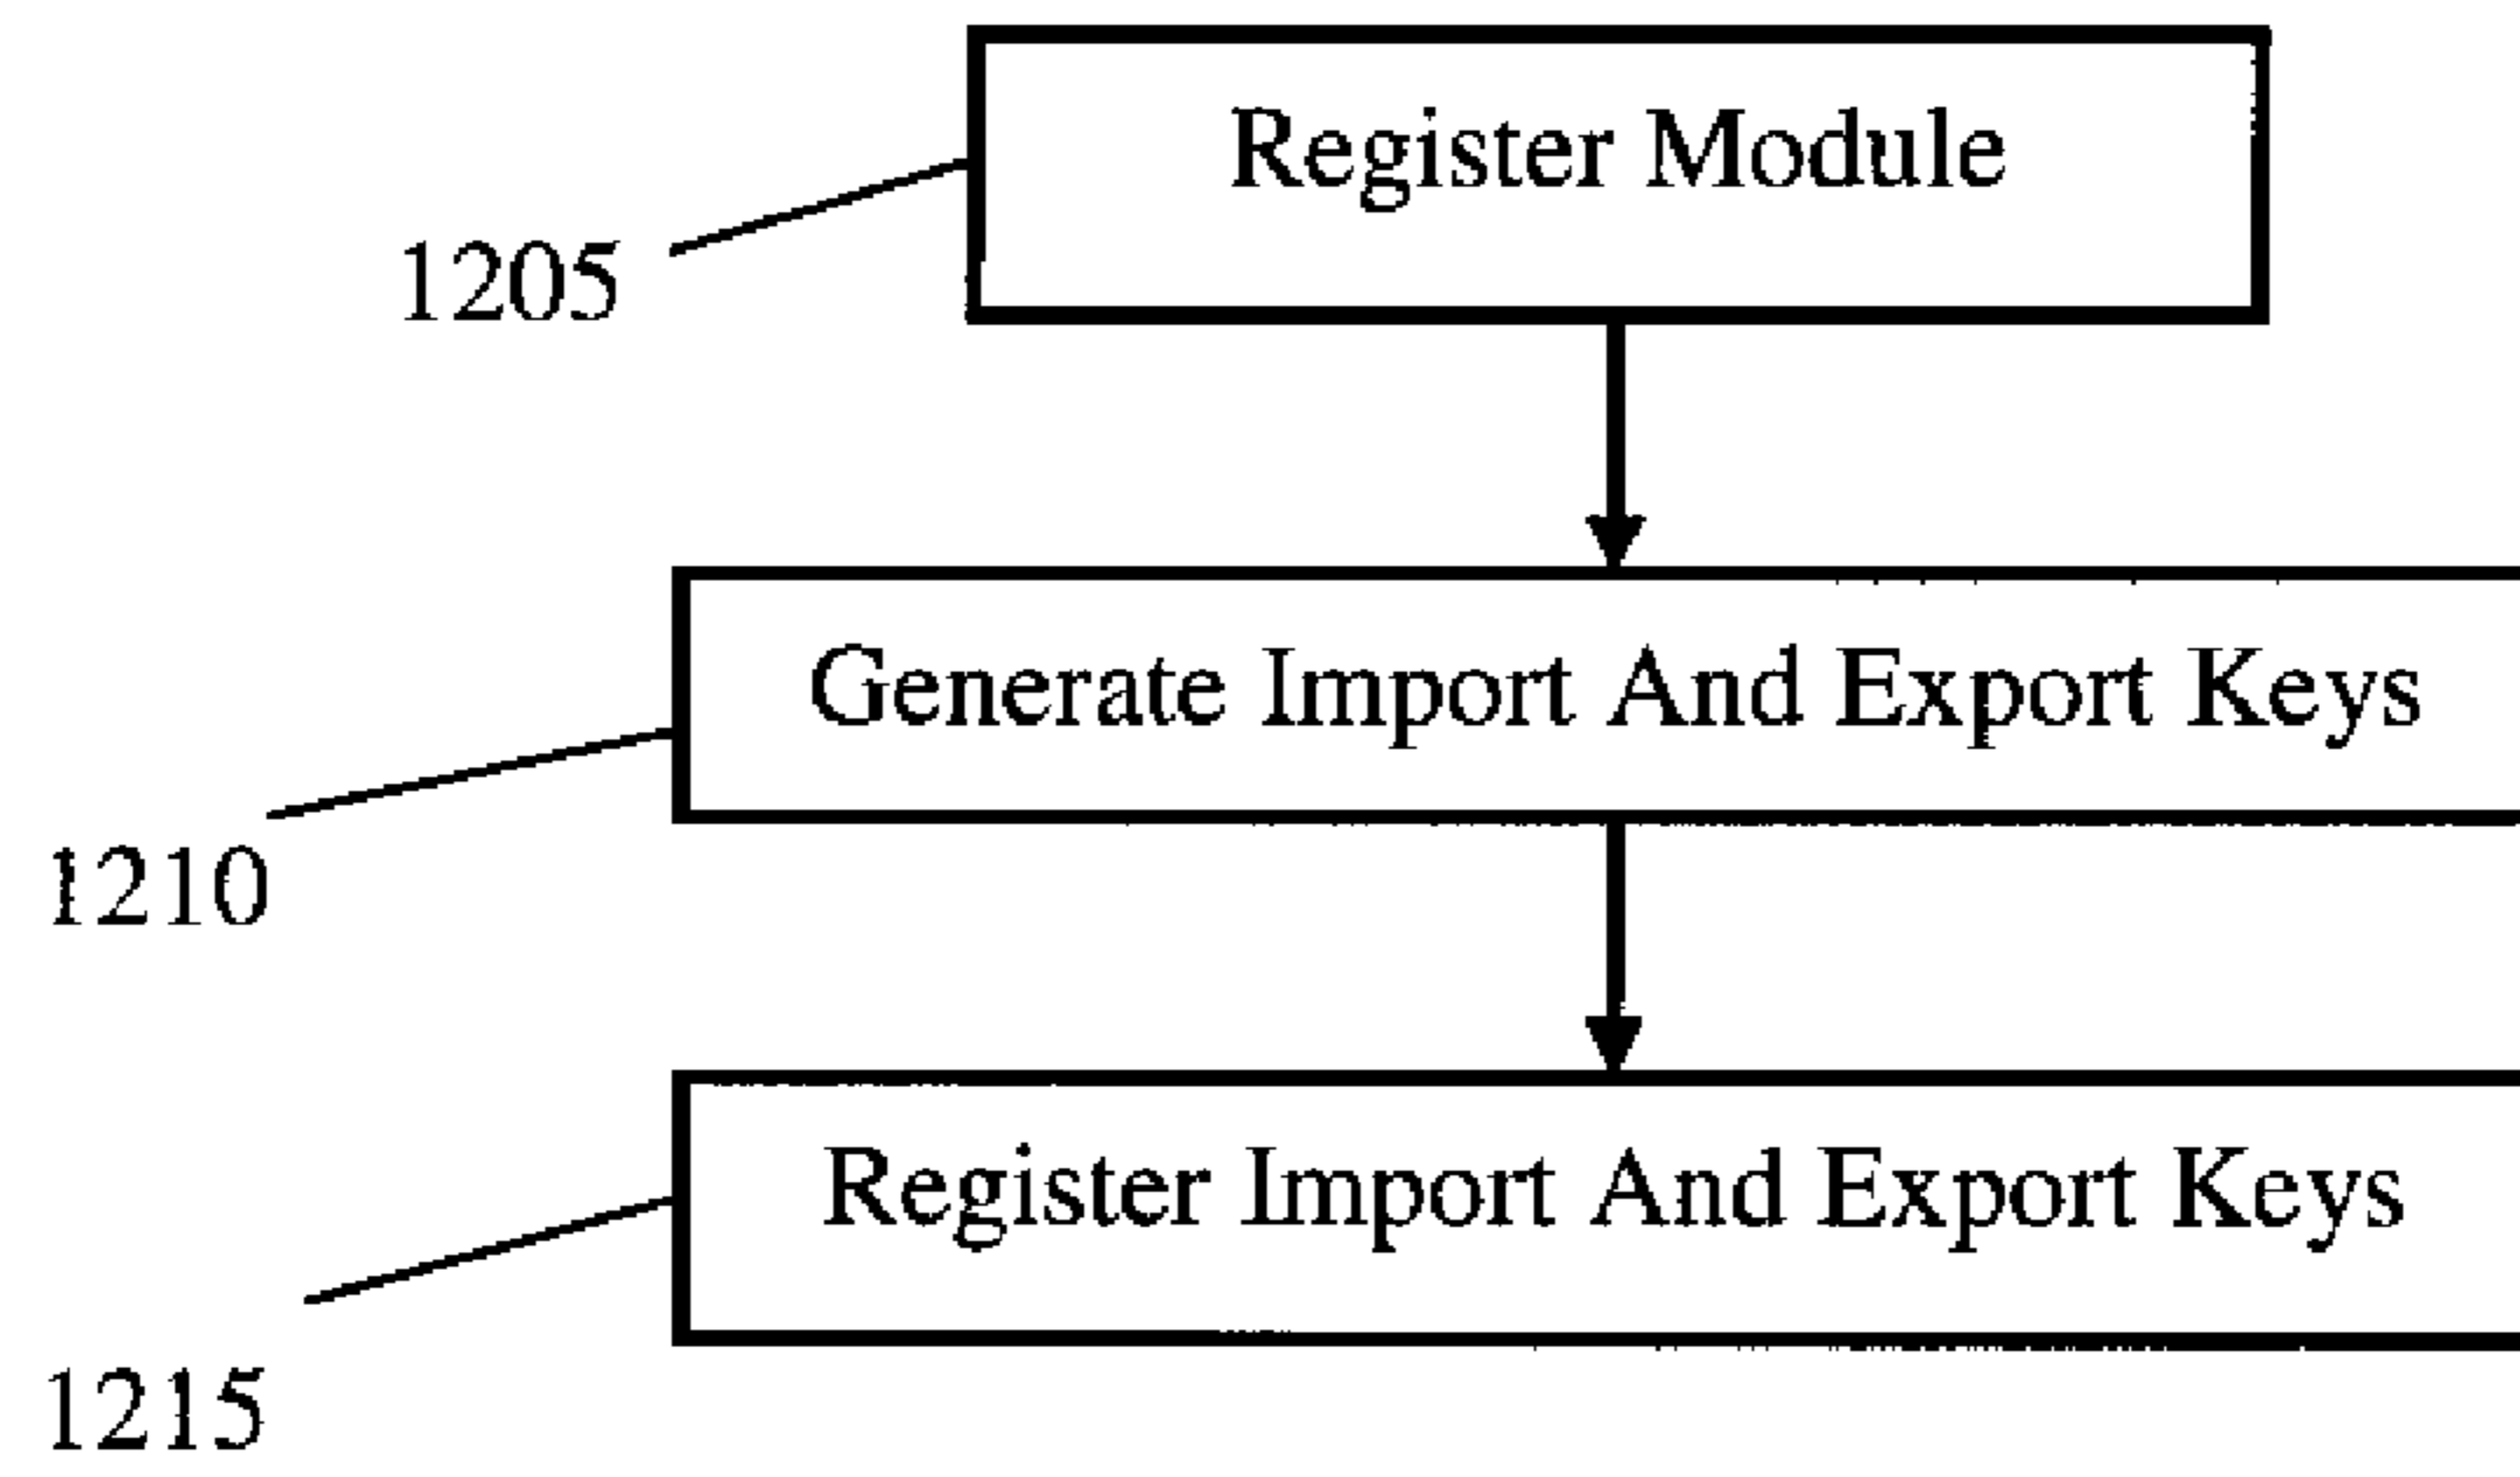 Register Module
1205
Generate Import And Export Keys
1210
Register Import And Export Keys
1215